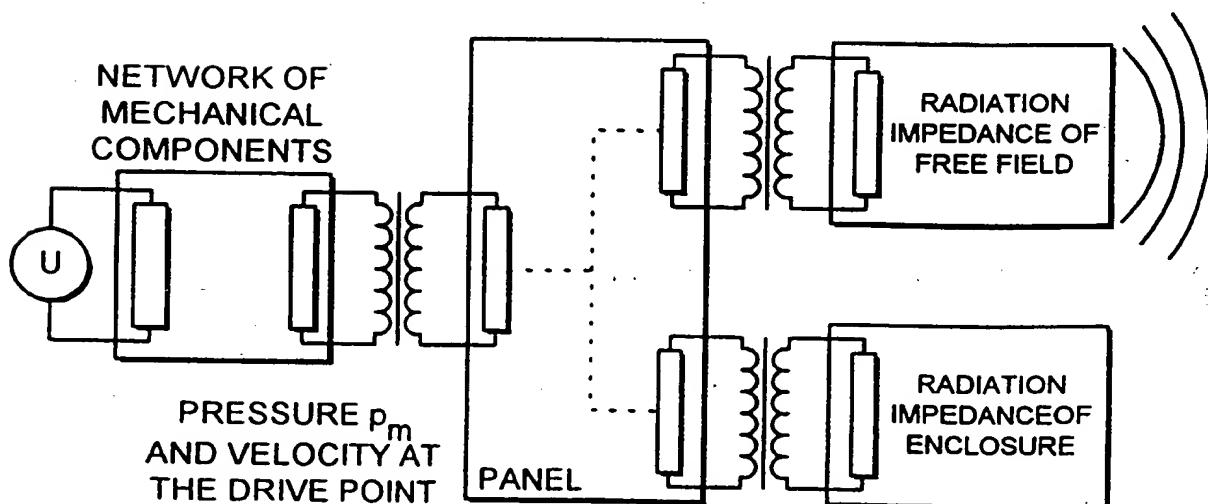 NETWORK OF
MECHANICAL
COMPONENTS
U
PRESSURE pm
AND VELOCITY AT
THE DRIVE POINT
PANEL
RADIATION
IMPEDANCE OF
FREE FIELD
RADIATION
IMPEDANCEOF
ENCLOSURE